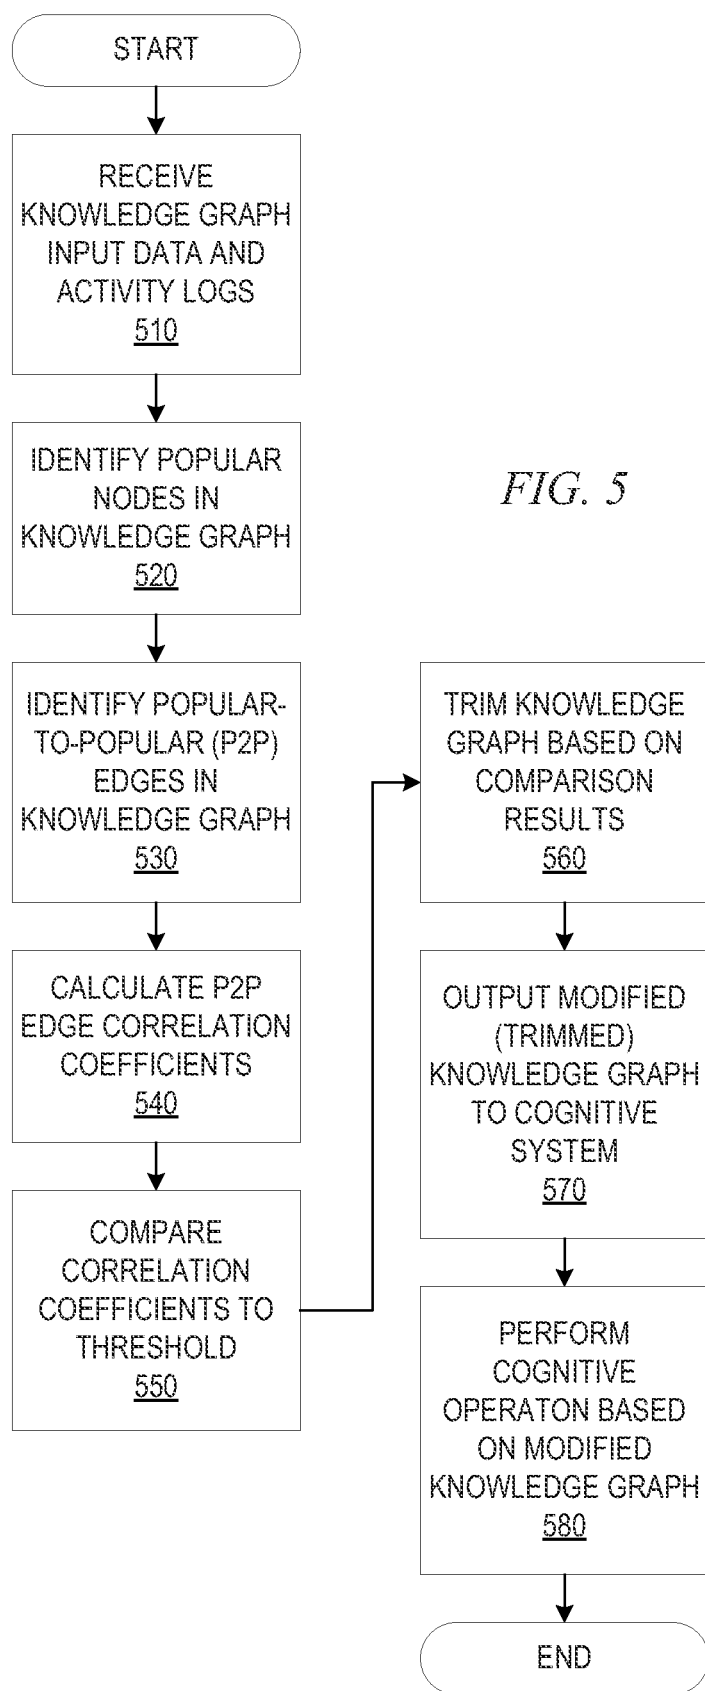 START
RECEIVE
KNOWLEDGE GRAPH
INPUT DATA AND
ACTIVITY LOGS
510
IDENTIFY POPULAR
NODES IN
KNOWLEDGE GRAPH
520
FIG. 5
IDENTIFY POPULAR-
TO-POPULAR (P2P)
EDGES IN
KNOWLEDGE GRAPH
530
CALCULATE P2P
EDGE CORRELATION
COEFFICIENTS
540
COMPARE
CORRELATION
COEFFICIENTS TO
THRESHOLD
550
TRIM KNOWLEDGE
GRAPH BASED ON
COMPARISON
RESULTS
560
OUTPUT MODIFIED
(TRIMMED)
KNOWLEDGE GRAPH
TO COGNITIVE
SYSTEM
570
PERFORM
COGNITIVE
OPERATON BASED
ON MODIFIED
KNOWLEDGE GRAPH
580
END